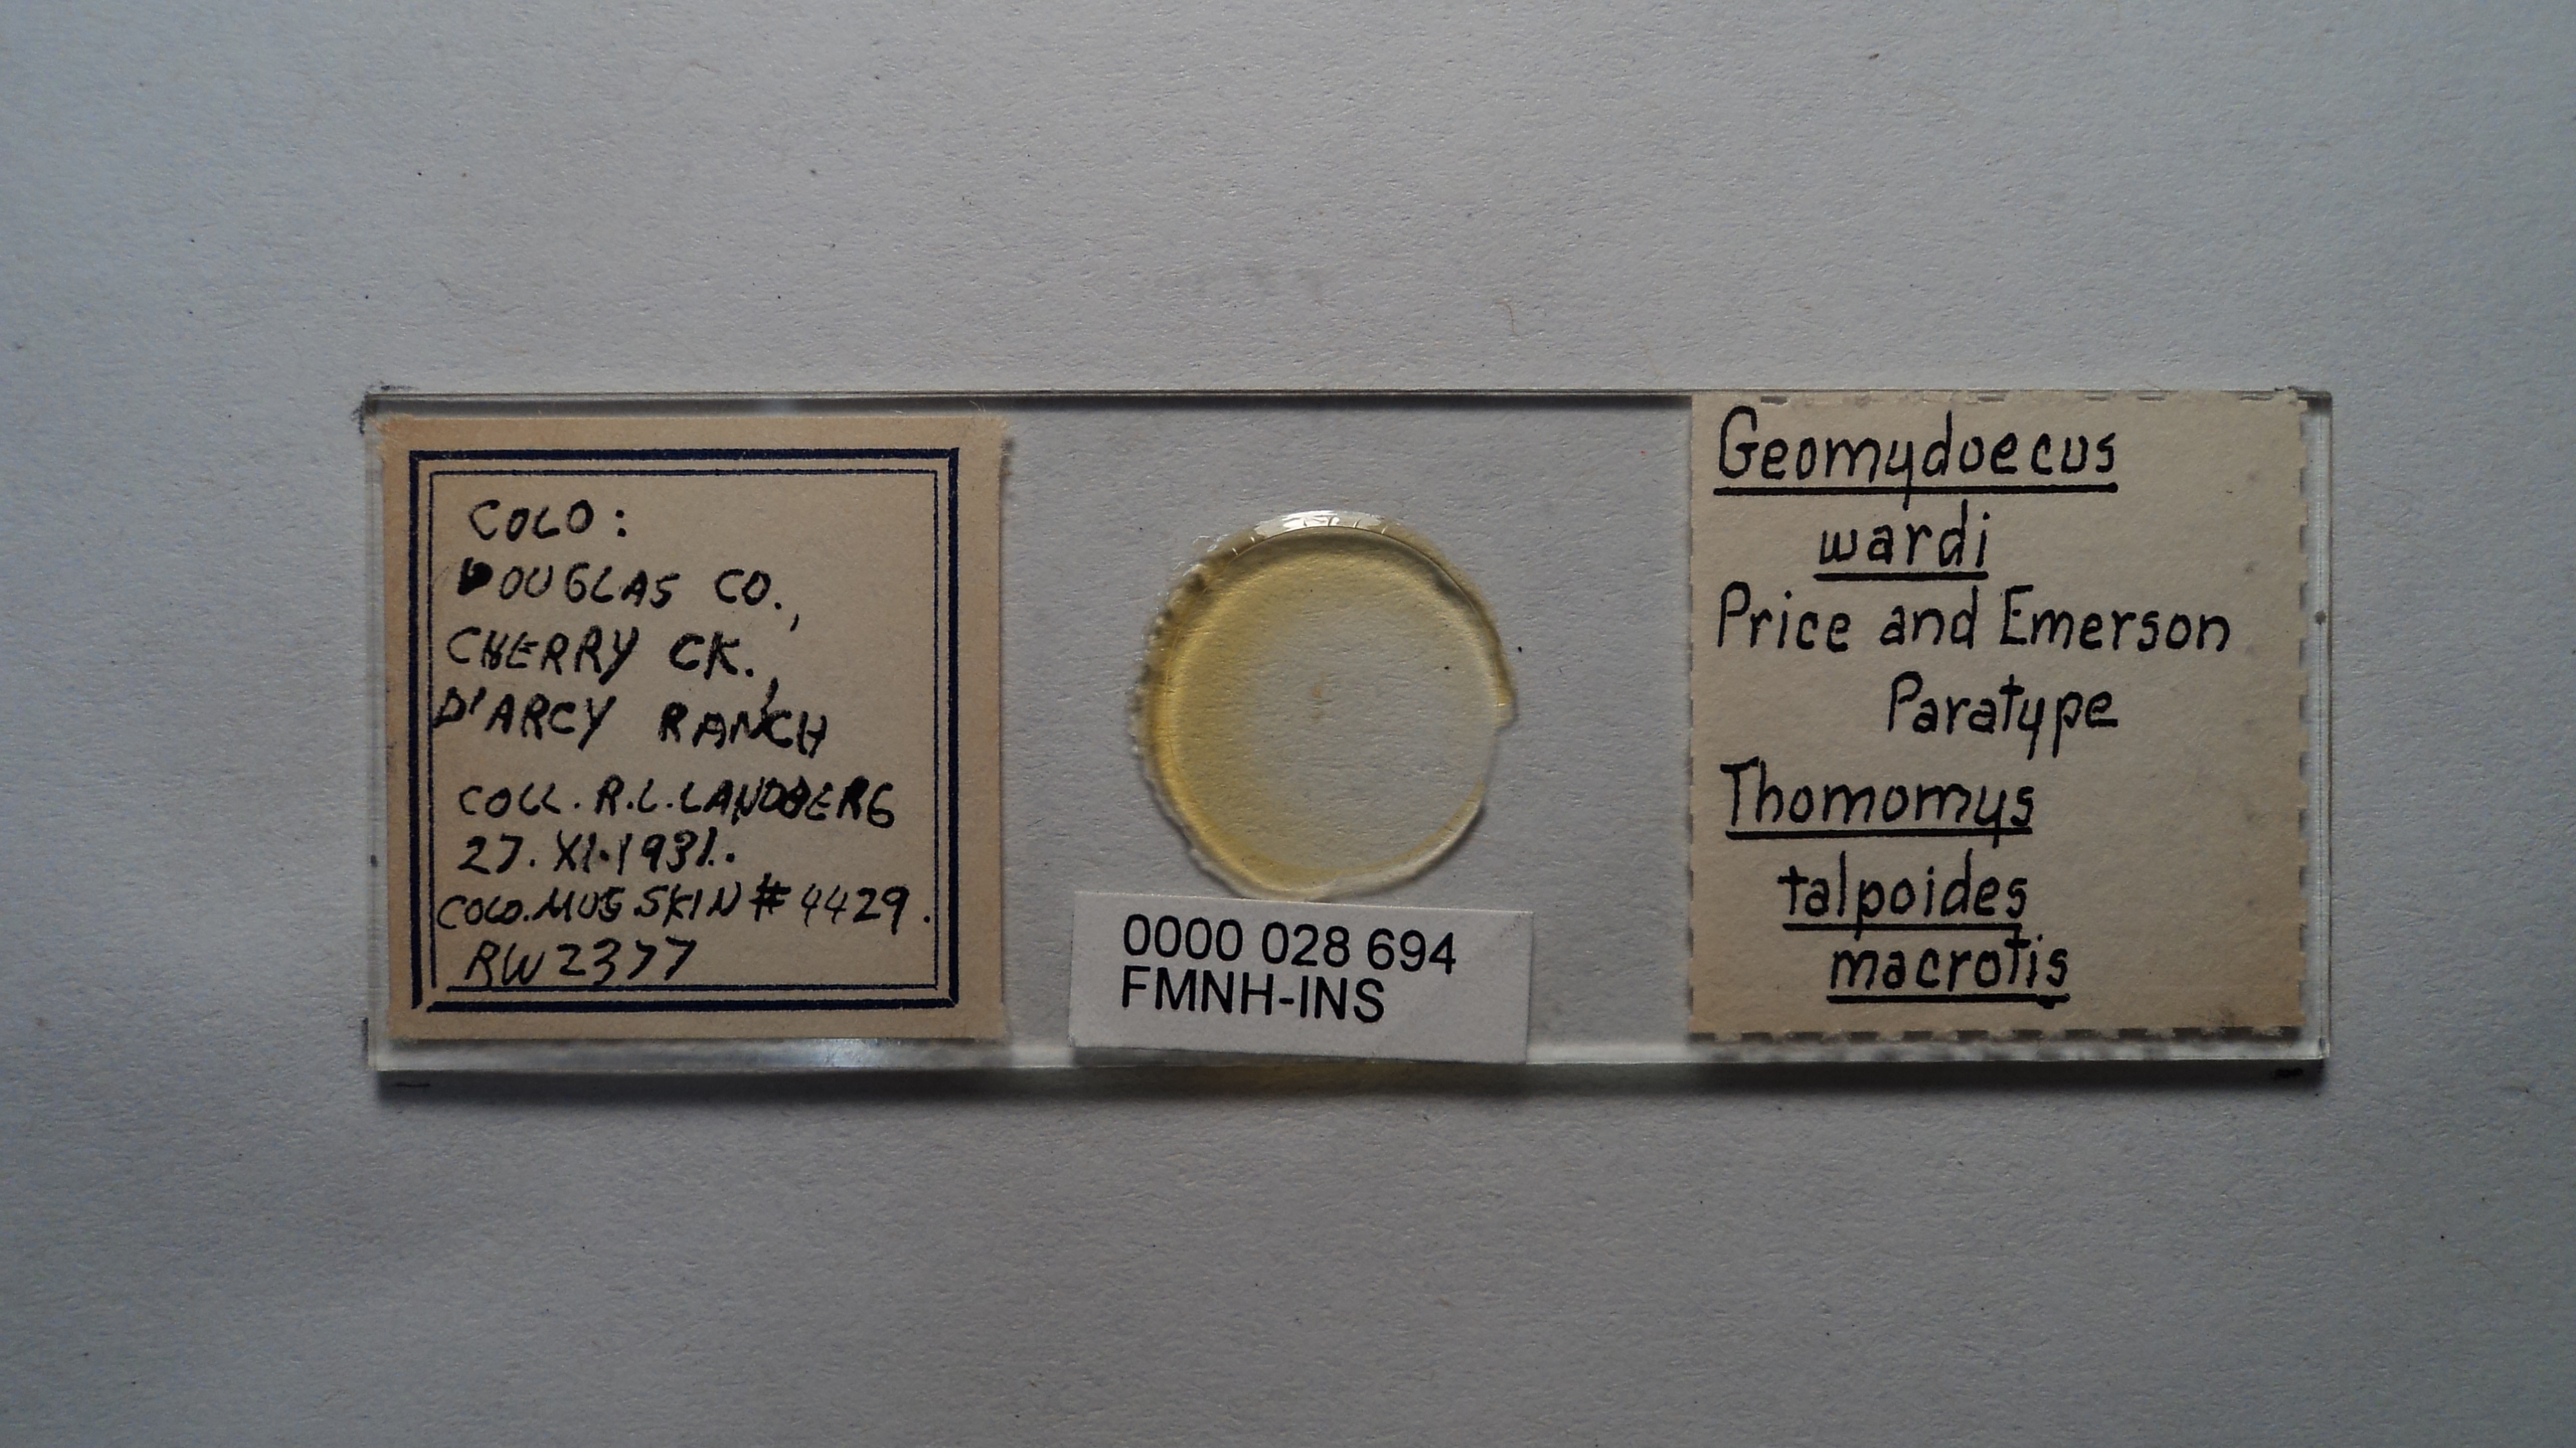 COLO:
DOUGLAS CO.,
CHERRY CK.,
D'ARCY RANCH
COLL. R.L. LANDBERG
27. XI. 1931.
COLO. MUS SKIN # 4429.
RW 2377
0000 028 694
FMNH-INS
Geomydoecus
wardi
Price and Emerson
Paratype
Thomomys
talpoides
macrotis